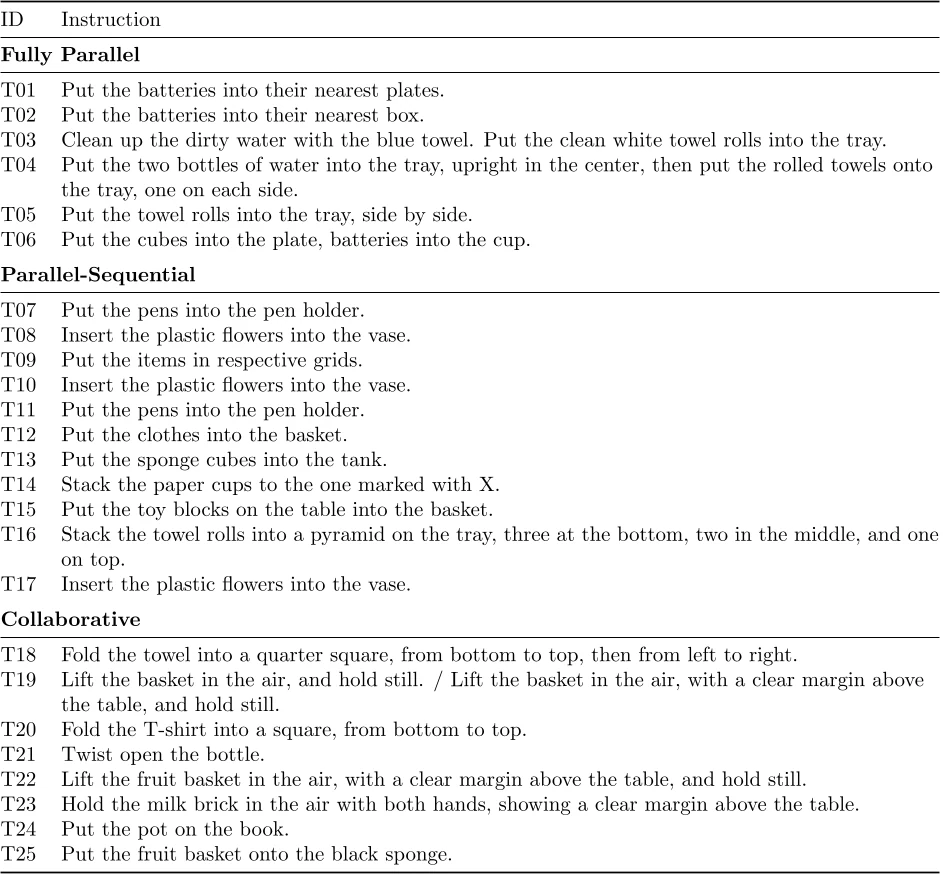 ID Instruction
Fully Parallel
T01 Put the batteries into their nearest plates.
T02 Put the batteries into their nearest box.
T03 Clean up the dirty water with the blue towel. Put the clean white towel rolls into the tray.
T04 Put the two bottles of water into the tray, upright in the center, then put the rolled towels onto
the tray, one on each side.
T05 Put the towel rolls into the tray, side by side.
T06 Put the cubes into the plate, batteries into the cup.
Parallel-Sequential
T07 Put the pens into the pen holder.
T08 Insert the plastic flowers into the vase.
T09 Put the items in respective grids.
T10 Insert the plastic flowers into the vase.
T11 Put the pens into the pen holder.
T12 Put the clothes into the basket.
T13 Put the sponge cubes into the tank.
T14 Stack the paper cups to the one marked with X.
T15 Put the toy blocks on the table into the basket.
T16 Stack the towel rolls into a pyramid on the tray, three at the bottom, two in the middle, and one
on top.
T17 Insert the plastic flowers into the vase.
Collaborative
T18 Fold the towel into a quarter square, from bottom to top, then from left to right.
T19 Lift the basket in the air, and hold still. / Lift the basket in the air, with a clear margin above
the table, and hold still.
T20 Fold the T-shirt into a square, from bottom to top.
T21 Twist open the bottle.
T22 Lift the fruit basket in the air, with a clear margin above the table, and hold still.
T23 Hold the milk brick in the air with both hands, showing a clear margin above the table.
T24 Put the pot on the book.
T25 Put the fruit basket onto the black sponge.